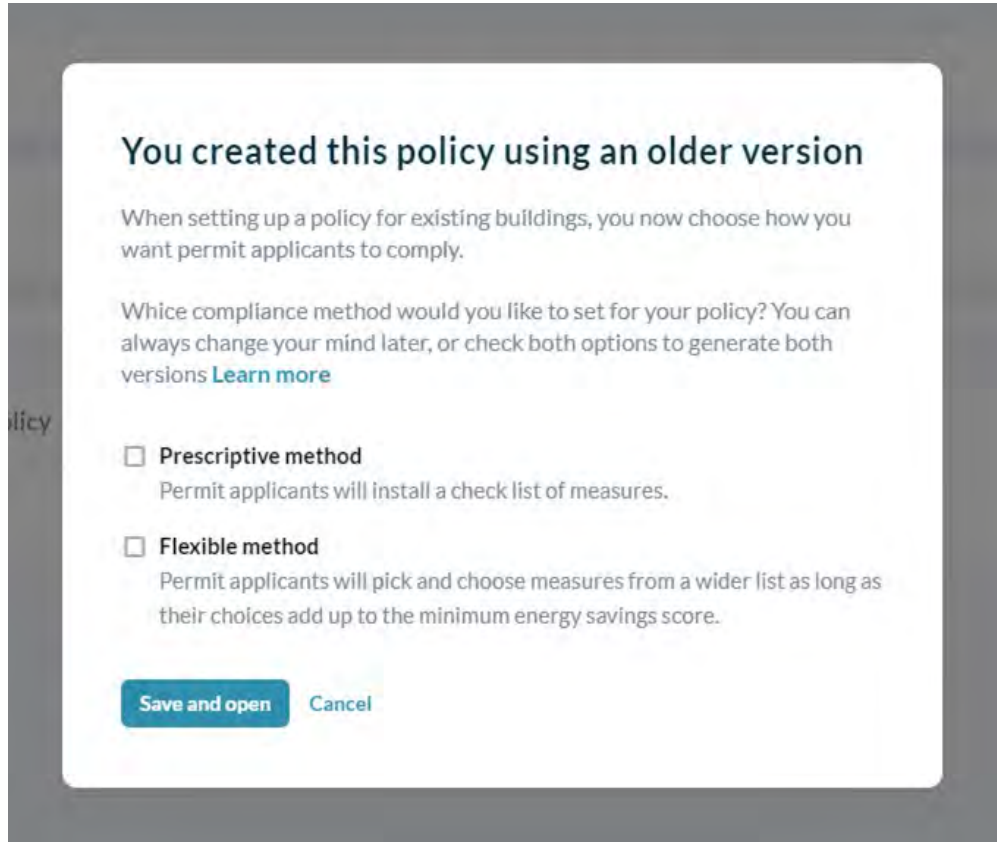 You created this policy using an older version
When setting up a policy for existing buildings, you now choose how you
want permit applicants to comply.
Whice compliance method would you like to set for your policy? You can
always change your mind later, or check both options to generate both
versions Learn more
olicy
Prescriptive method
Permit applicants will install a check list of measures.
Flexible method
Permit applicants will pick and choose measures from a wider list as long as
their choices add up to the minimum energy savings score.
Save and open Cancel